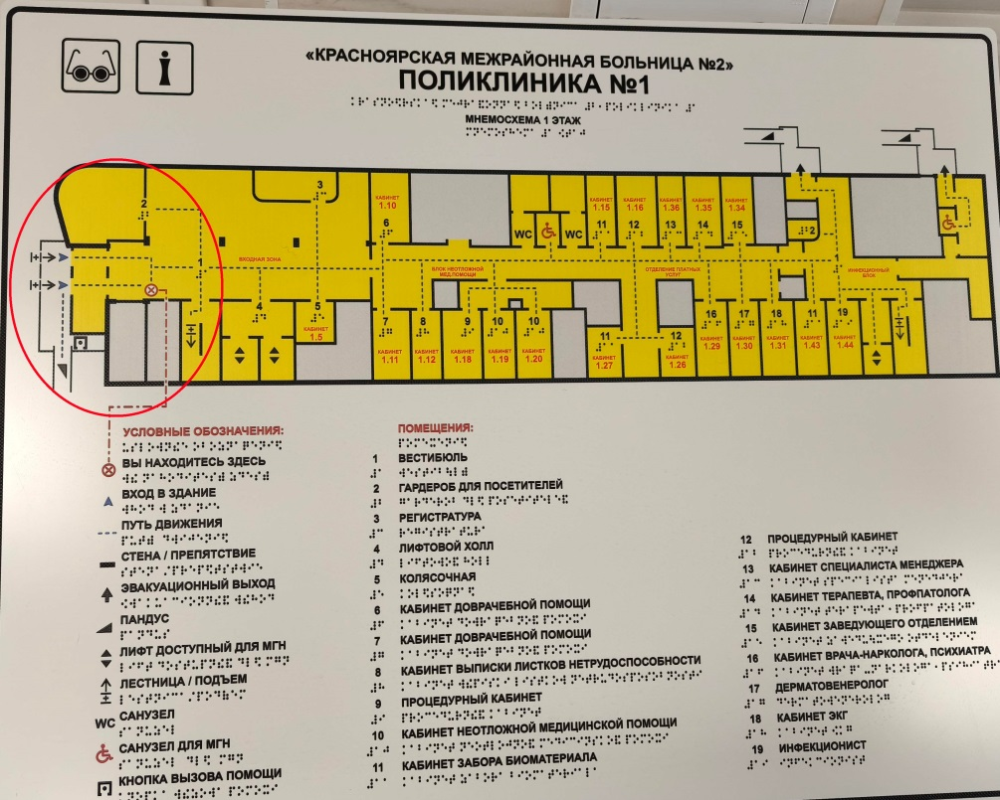 «КРАСНОЯРСКАЯ МЕЖРАЙОННАЯ БОЛЬНИЦА №2»
ПОЛИКЛИНИКА №1
МНЕМОСХЕМА 1 ЭТАЖ
2
3
КАБИНЕТ 1.10
6
WC
WC
КАБИНЕТ 1.15
11
КАБИНЕТ 1.16
12
КАБИНЕТ 1.36
13
КАБИНЕТ 1.35
14
КАБИНЕТ 1.34
15
2
ВХОДНАЯ ЗОНА
БЛОК НЕОТЛОЖНОЙ
МЕД.ПОМОЩИ
ОТДЕЛЕНИЕ ПЛАТНЫХ
УСЛУГ
ИНФЕКЦИОННЫЙ
БЛОК
4
5
КАБИНЕТ 1.5
7
КАБИНЕТ 1.11
8
КАБИНЕТ 1.12
9
КАБИНЕТ 1.18
10
КАБИНЕТ 1.19
10
КАБИНЕТ 1.20
11
КАБИНЕТ 1.27
12
КАБИНЕТ 1.26
16
КАБИНЕТ 1.29
17
КАБИНЕТ 1.30
18
КАБИНЕТ 1.31
11
КАБИНЕТ 1.43
19
КАБИНЕТ 1.44
УСЛОВНЫЕ ОБОЗНАЧЕНИЯ:
ВЫ НАХОДИТЕСЬ ЗДЕСЬ
ВХОД В ЗДАНИЕ
ПУТЬ ДВИЖЕНИЯ
СТЕНА / ПРЕПЯТСТВИЕ
ЭВАКУАЦИОННЫЙ ВЫХОД
ПАНДУС
ЛИФТ ДОСТУПНЫЙ ДЛЯ МГН
ЛЕСТНИЦА / ПОДЪЕМ
WC САНУЗЕЛ
САНУЗЕЛ ДЛЯ МГН
КНОПКА ВЫЗОВА ПОМОЩИ
ПОМЕЩЕНИЯ:
1 ВЕСТИБЮЛЬ
2 ГАРДЕРОБ ДЛЯ ПОСЕТИТЕЛЕЙ
3 РЕГИСТРАТУРА
4 ЛИФТОВОЙ ХОЛЛ
5 КОЛЯСОЧНАЯ
6 КАБИНЕТ ДОВРАЧЕБНОЙ ПОМОЩИ
7 КАБИНЕТ ДОВРАЧЕБНОЙ ПОМОЩИ
8 КАБИНЕТ ВЫПИСКИ ЛИСТКОВ НЕТРУДОСПОСОБНОСТИ
9 ПРОЦЕДУРНЫЙ КАБИНЕТ
10 КАБИНЕТ НЕОТЛОЖНОЙ МЕДИЦИНСКОЙ ПОМОЩИ
11 КАБИНЕТ ЗАБОРА БИОМАТЕРИАЛА
12 ПРОЦЕДУРНЫЙ КАБИНЕТ
13 КАБИНЕТ СПЕЦИАЛИСТА МЕНЕДЖЕРА
14 КАБИНЕТ ТЕРАПЕВТА, ПРОФПАТОЛОГА
15 КАБИНЕТ ЗАВЕДУЮЩЕГО ОТДЕЛЕНИЕМ
16 КАБИНЕТ ВРАЧА-НАРКОЛОГА, ПСИХИАТРА
17 ДЕРМАТОВЕНЕРОЛОГ
18 КАБИНЕТ ЭКГ
19 ИНФЕКЦИОНИСТ